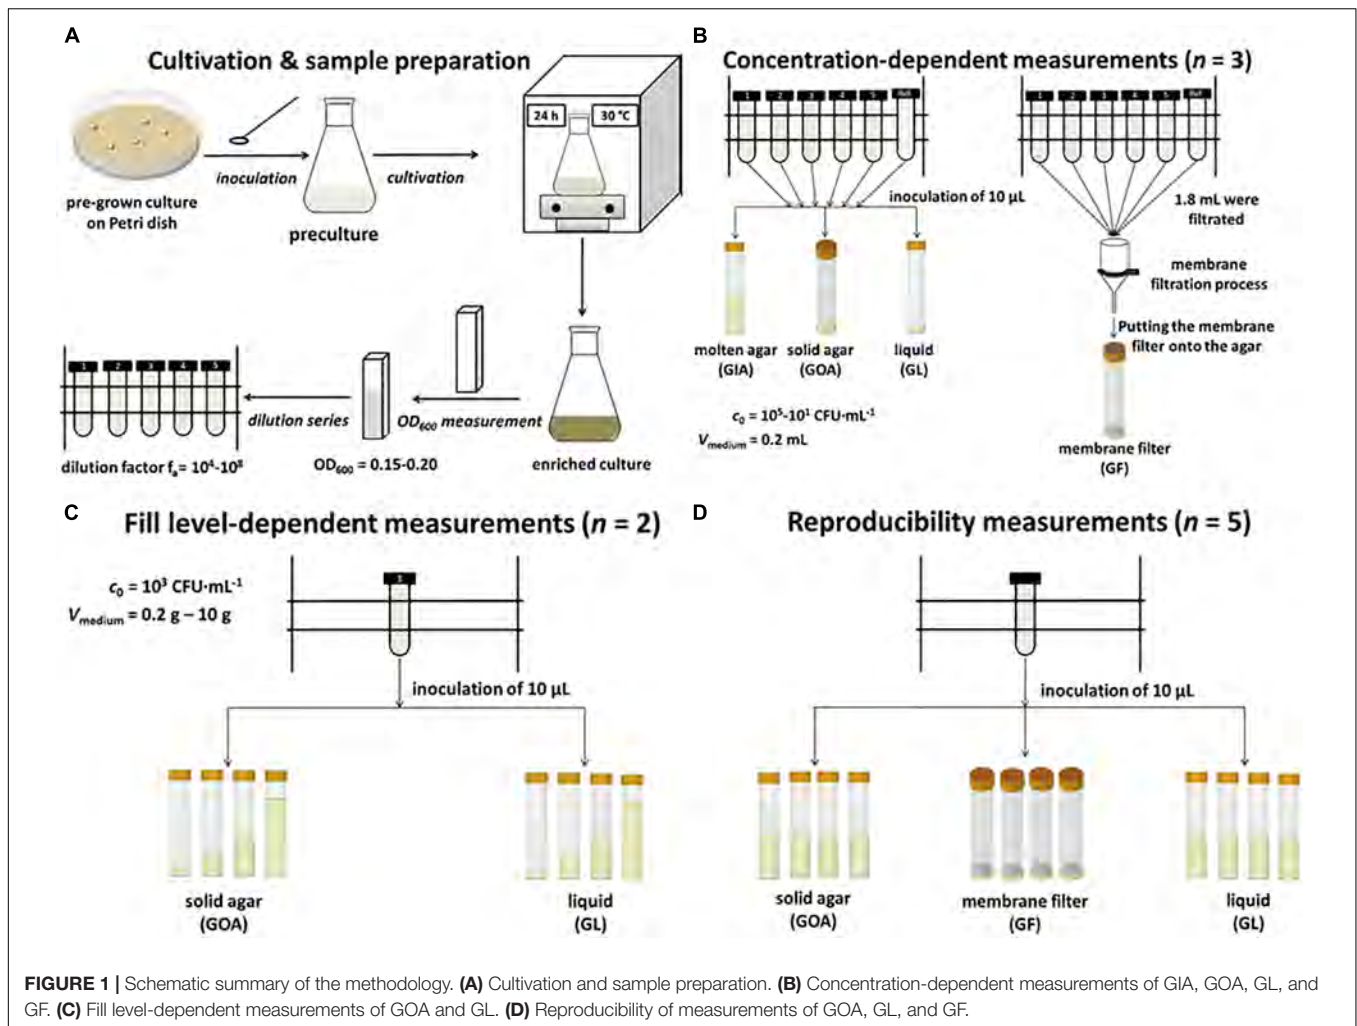 A
Cultivation & sample preparation
pre-grown culture
on Petri dish
inoculation
preculture
cultivation
24 h
30 °C
enriched culture
OD600 measurement
OD600 = 0.15-0.20
dilution series
1 2 3 4 5
dilution factor fa= 10⁴-10⁸
B
Concentration-dependent measurements (n = 3)
1 2 3 4 5
inoculation of 10 µL
molten agar
(GIA)
solid agar
(GOA)
liquid
(GL)
c0 = 10⁵-10¹ CFU·mL⁻¹
Vmedium = 0.2 mL
1 2 3 4 5
1.8 mL were
filtrated
membrane
filtration process
Putting the membrane
filter onto the agar
membrane filter
(GF)
C
Fill level-dependent measurements (n = 2)
c0 = 10³ CFU·mL⁻¹
Vmedium = 0.2 g – 10 g
inoculation of 10 µL
solid agar
(GOA)
liquid
(GL)
D
Reproducibility measurements (n = 5)
inoculation of 10 µL
solid agar
(GOA)
membrane filter
(GF)
liquid
(GL)
FIGURE 1 | Schematic summary of the methodology. (A) Cultivation and sample preparation. (B) Concentration-dependent measurements of GIA, GOA, GL, and
GF. (C) Fill level-dependent measurements of GOA and GL. (D) Reproducibility of measurements of GOA, GL, and GF.